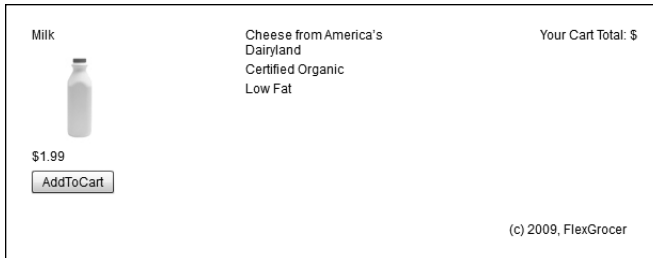 Milk
$1.99
AddToCart
Cheese from America's
Dairyland
Certified Organic
Low Fat
Your Cart Total: $
(c) 2009, FlexGrocer